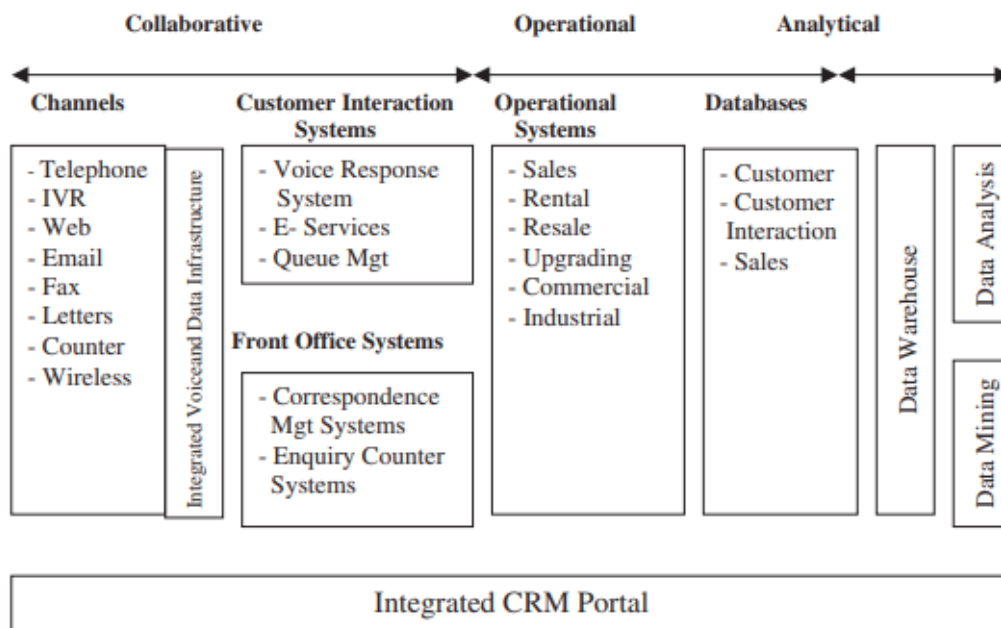 Collaborative
Operational
Analytical
Channels
Customer Interaction
Systems
Operational
Systems
Databases
- Telephone
- IVR
- Web
- Email
- Fax
- Letters
- Counter
- Wireless
Integrated Voiceand Data Infrastructure
- Voice Response
System
- E- Services
- Queue Mgt
Front Office Systems
- Correspondence
Mgt Systems
- Enquiry Counter
Systems
- Sales
- Rental
- Resale
- Upgrading
- Commercial
- Industrial
- Customer
- Customer
Interaction
- Sales
Data Warehouse
Data Analysis
Data Mining
Integrated CRM Portal